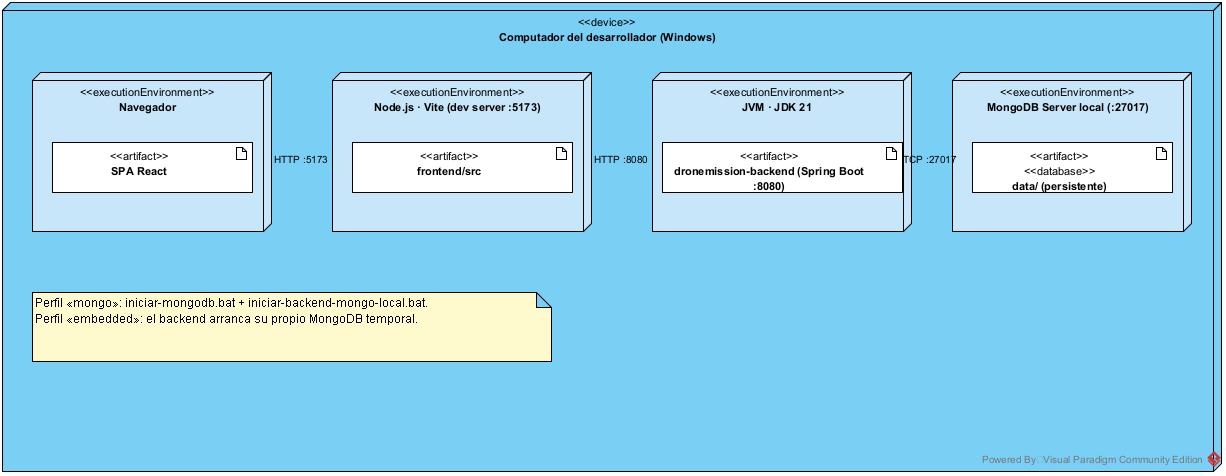 <<device>>
Computador del desarrollador (Windows)
<<executionEnvironment>>
Navegador
<<artifact>>
SPA React
HTTP :5173
<<executionEnvironment>>
Node.js · Vite (dev server :5173)
<<artifact>>
frontend/src
HTTP :8080
<<executionEnvironment>>
JVM · JDK 21
<<artifact>>
dronemission-backend (Spring Boot
:8080)
TCP :27017
<<executionEnvironment>>
MongoDB Server local (:27017)
<<artifact>>
<<database>>
data/ (persistente)
Perfil «mongo»: iniciar-mongodb.bat + iniciar-backend-mongo-local.bat.
Perfil «embedded»: el backend arranca su propio MongoDB temporal.
Powered By Visual Paradigm Community Edition